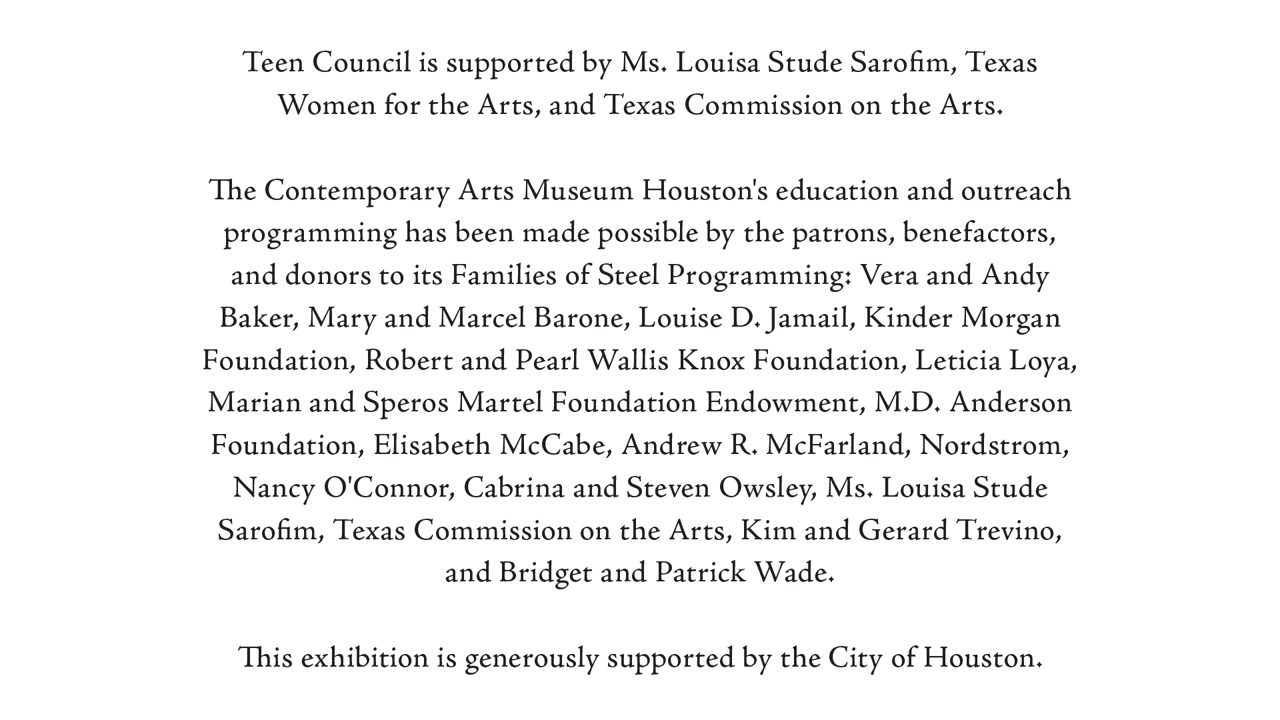 Teen Council is supported by Ms. Louisa Stude Sarofim, Texas
Women for the Arts, and Texas Commission on the Arts.
The Contemporary Arts Museum Houston's education and outreach
programming has been made possible by the patrons, benefactors,
and donors to its Families of Steel Programming: Vera and Andy
Baker, Mary and Marcel Barone, Louise D. Jamail, Kinder Morgan
Foundation, Robert and Pearl Wallis Knox Foundation, Leticia Loya,
Marian and Speros Martel Foundation Endowment, M.D. Anderson
Foundation, Elisabeth McCabe, Andrew R. McFarland, Nordstrom,
Nancy O'Connor, Cabrina and Steven Owsley, Ms. Louisa Stude
Sarofim, Texas Commission on the Arts, Kim and Gerard Trevino,
and Bridget and Patrick Wade.
This exhibition is generously supported by the City of Houston.